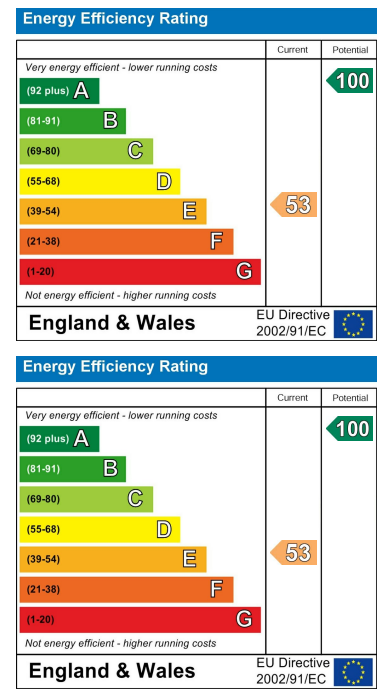 Energy Efficiency Rating
Current Potential
Very energy efficient - lower running costs
100
(92 plus) A
(81-91) B
(69-80) C
(55-68) D
(39-54) E
53
(21-38) F
(1-20) G
Not energy efficient - higher running costs
England & Wales
EU Directive
2002/91/EC
Energy Efficiency Rating
Current Potential
Very energy efficient - lower running costs
100
(92 plus) A
(81-91) B
(69-80) C
(55-68) D
(39-54) E
53
(21-38) F
(1-20) G
Not energy efficient - higher running costs
England & Wales
EU Directive
2002/91/EC